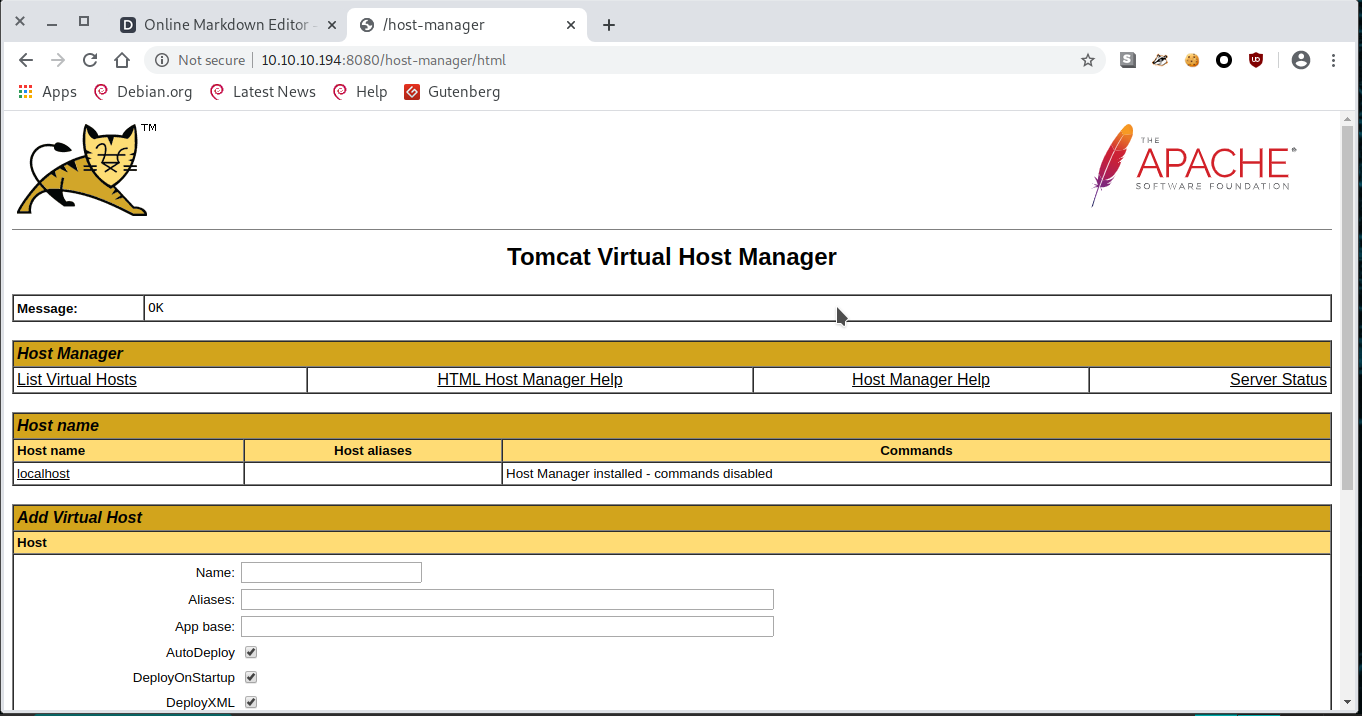 Online Markdown Editor -
/host-manager
Not secure | 10.10.10.194:8080/host-manager/html
Apps Debian.org Latest News Help Gutenberg
TM
THE
APACHE®
SOFTWARE FOUNDATION
Tomcat Virtual Host Manager
Message: OK
Host Manager
List Virtual Hosts HTML Host Manager Help Host Manager Help Server Status
Host name
Host name Host aliases Commands
localhost Host Manager installed - commands disabled
Add Virtual Host
Host
Name:
Aliases:
App base:
AutoDeploy
DeployOnStartup
DeployXML